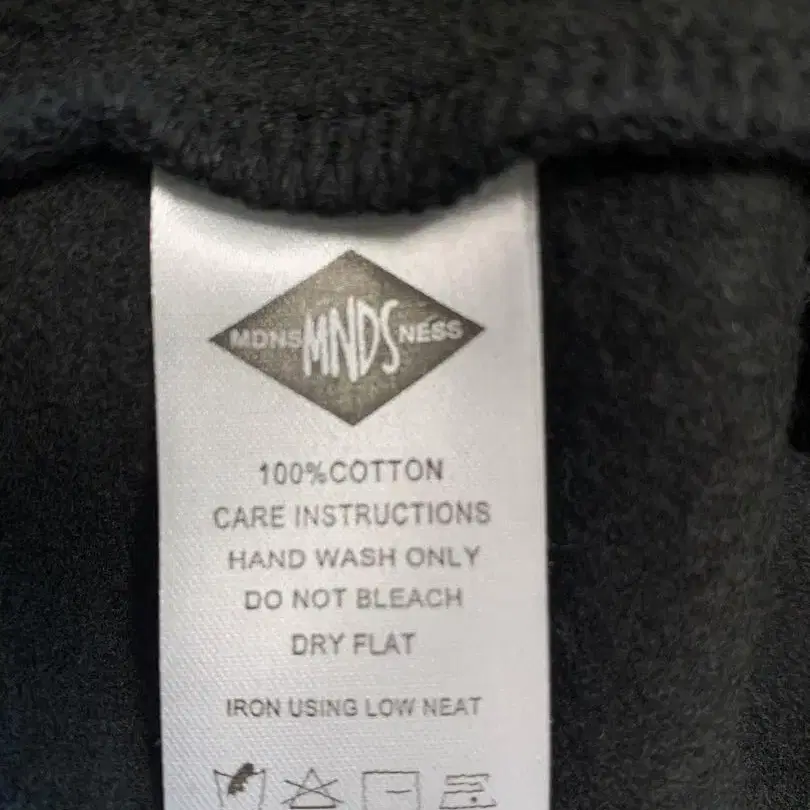 MDNS MNDS NESS
100%COTTON
CARE INSTRUCTIONS
HAND WASH ONLY
DO NOT BLEACH
DRY FLAT
IRON USING LOW NEAT